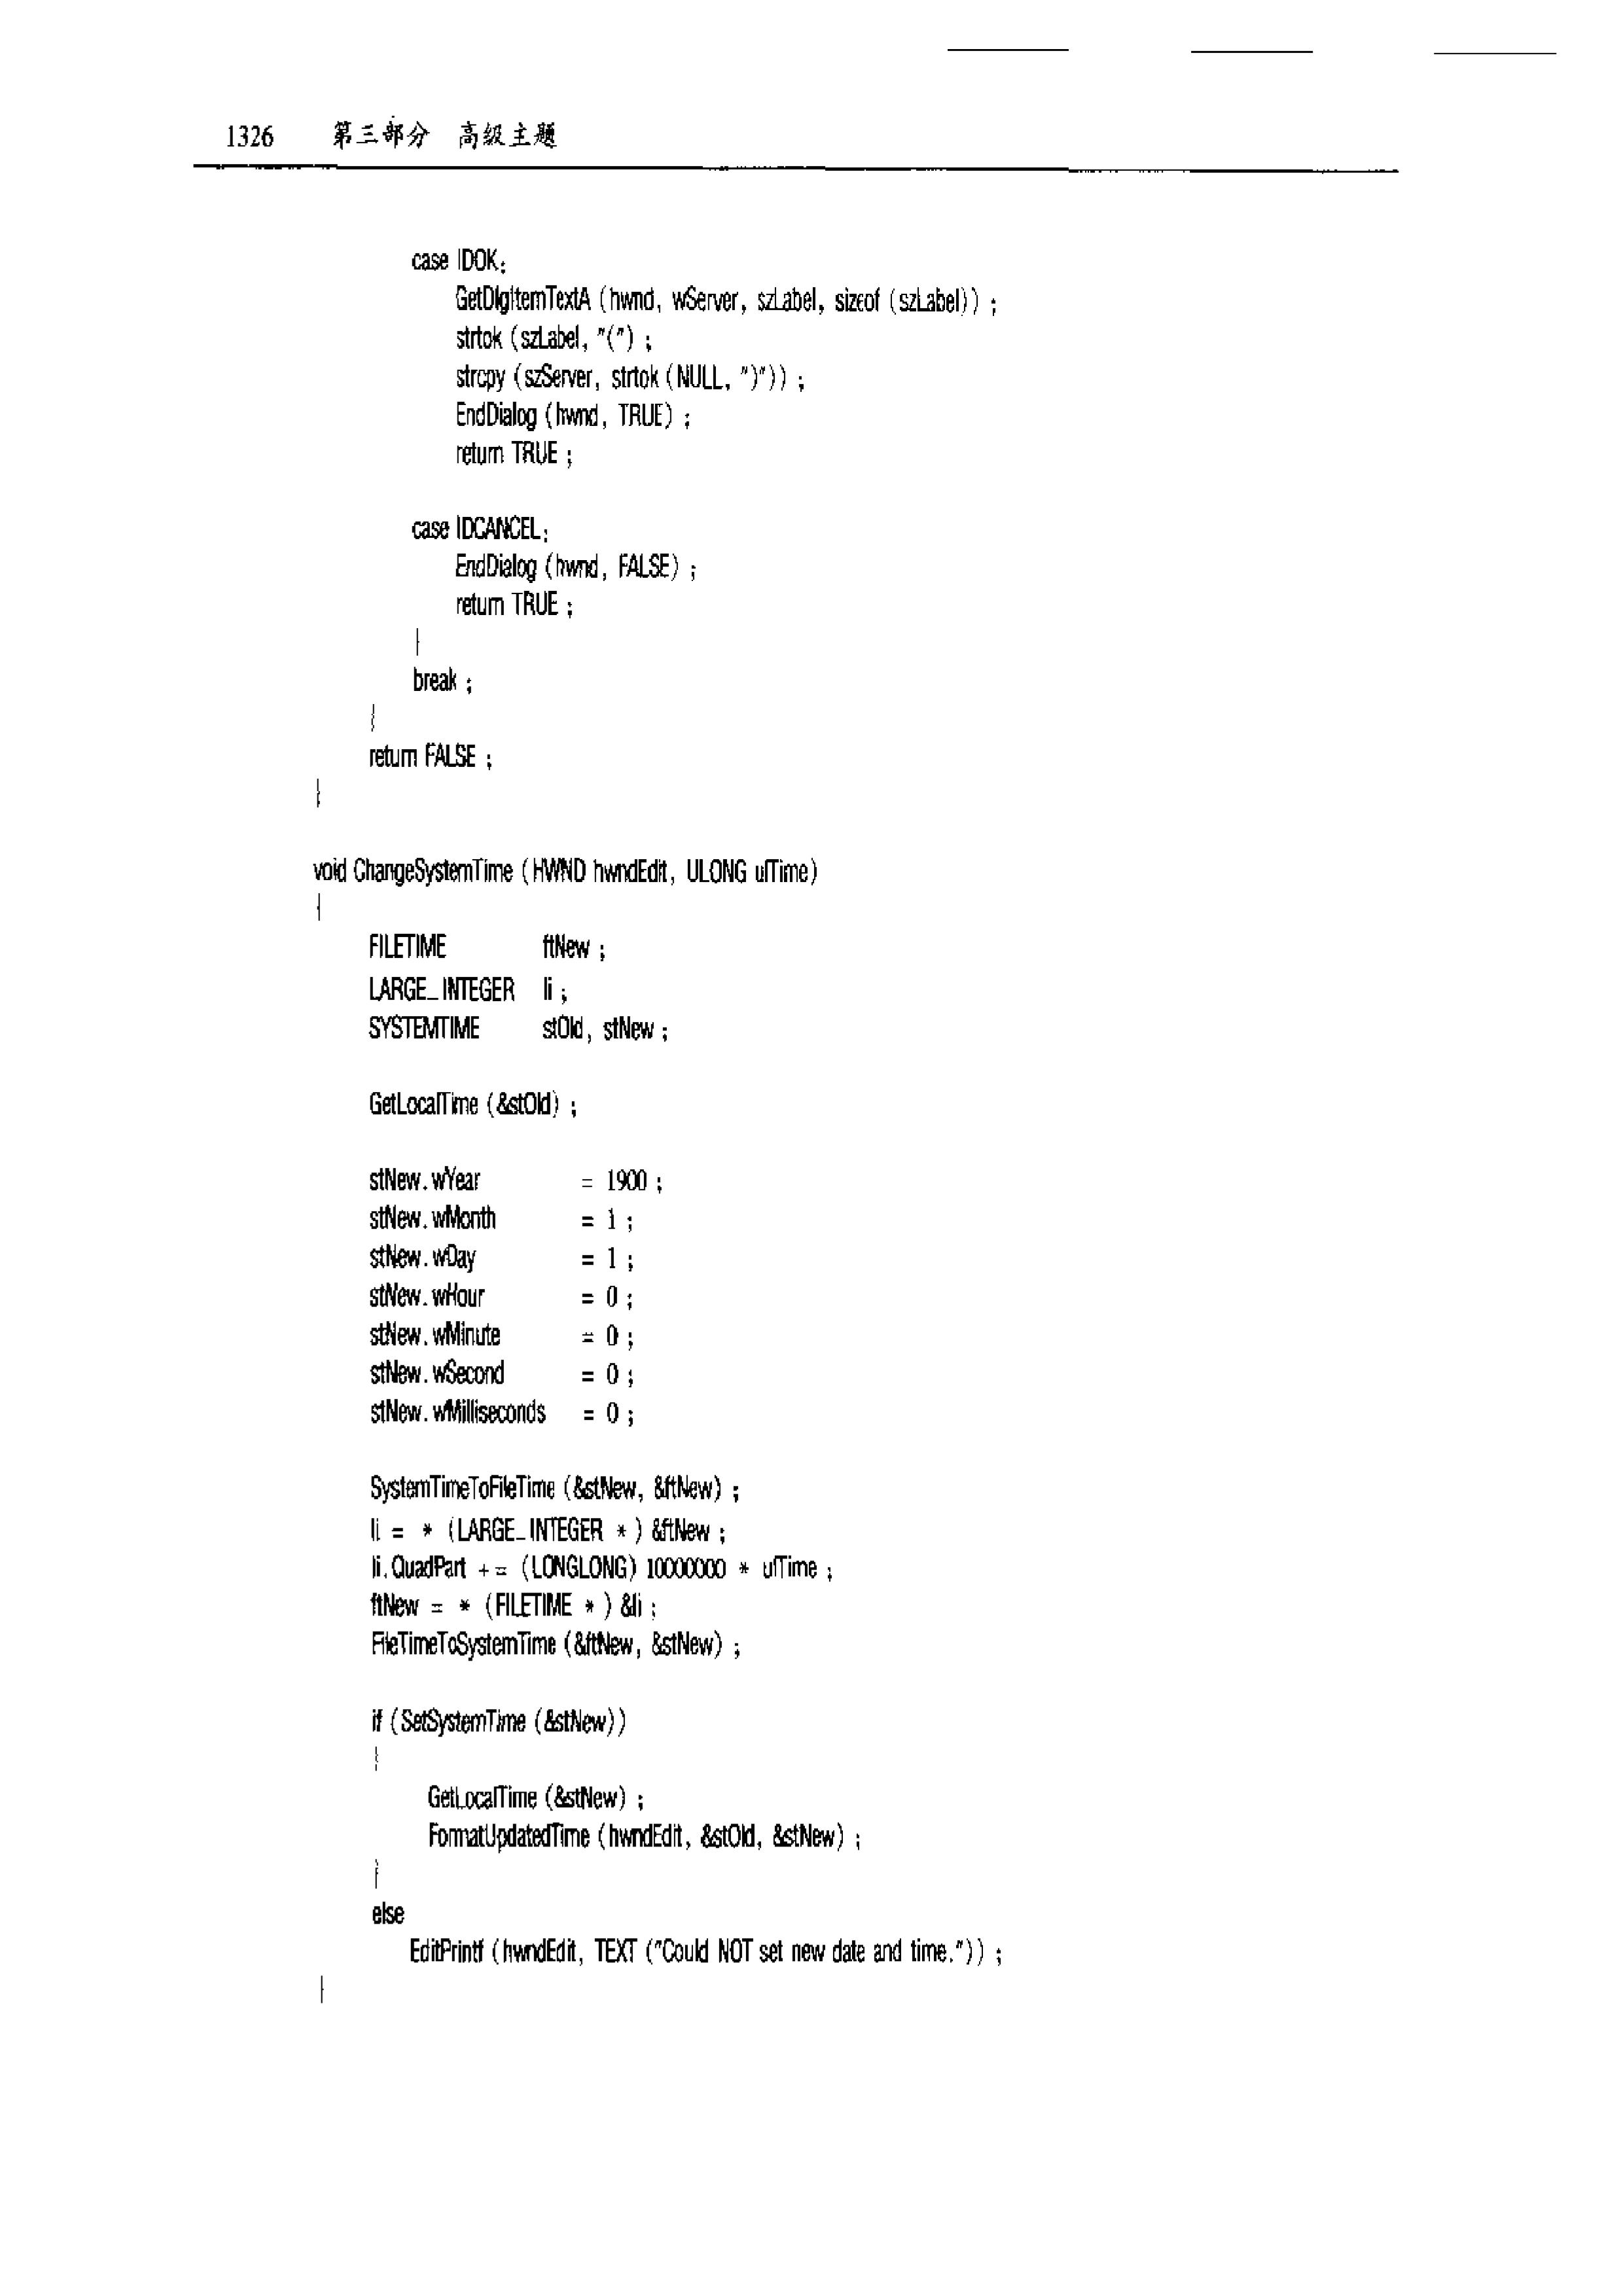 1326 第三部分 高级主题
case IDOK:
GetDlgItemTextA (hwnd, wServer, szLabel, sizeof (szLabel)) ;
strtok (szLabel, "(") ;
strcpy (szServer, strtok (NULL, ")")) ;
EndDialog (hwnd, TRUE) ;
return TRUE ;
case IDCANCEL:
EndDialog (hwnd, FALSE) ;
return TRUE ;
}
break ;
}
return FALSE ;
}
void ChangeSystemTime (HWND hwndEdit, ULONG ulTime)
{
FILETIME ftNew ;
LARGE_INTEGER li ;
SYSTEMTIME stOld, stNew ;
GetLocalTime (&stOld) ;
stNew.wYear = 1900 ;
stNew.wMonth = 1 ;
stNew.wDay = 1 ;
stNew.wHour = 0 ;
stNew.wMinute = 0 ;
stNew.wSecond = 0 ;
stNew.wMilliseconds = 0 ;
SystemTimeToFileTime (&stNew, &ftNew) ;
li = * (LARGE_INTEGER *) &ftNew ;
li.QuadPart += (LONGLONG) 10000000 * ulTime ;
ftNew = * (FILETIME *) &li ;
FileTimeToSystemTime (&ftNew, &stNew) ;
if (SetSystemTime (&stNew))
{
GetLocalTime (&stNew) ;
FormatUpdatedTime (hwndEdit, &stOld, &stNew) ;
}
else
EditPrintf (hwndEdit, TEXT ("Could NOT set new date and time.")) ;
}